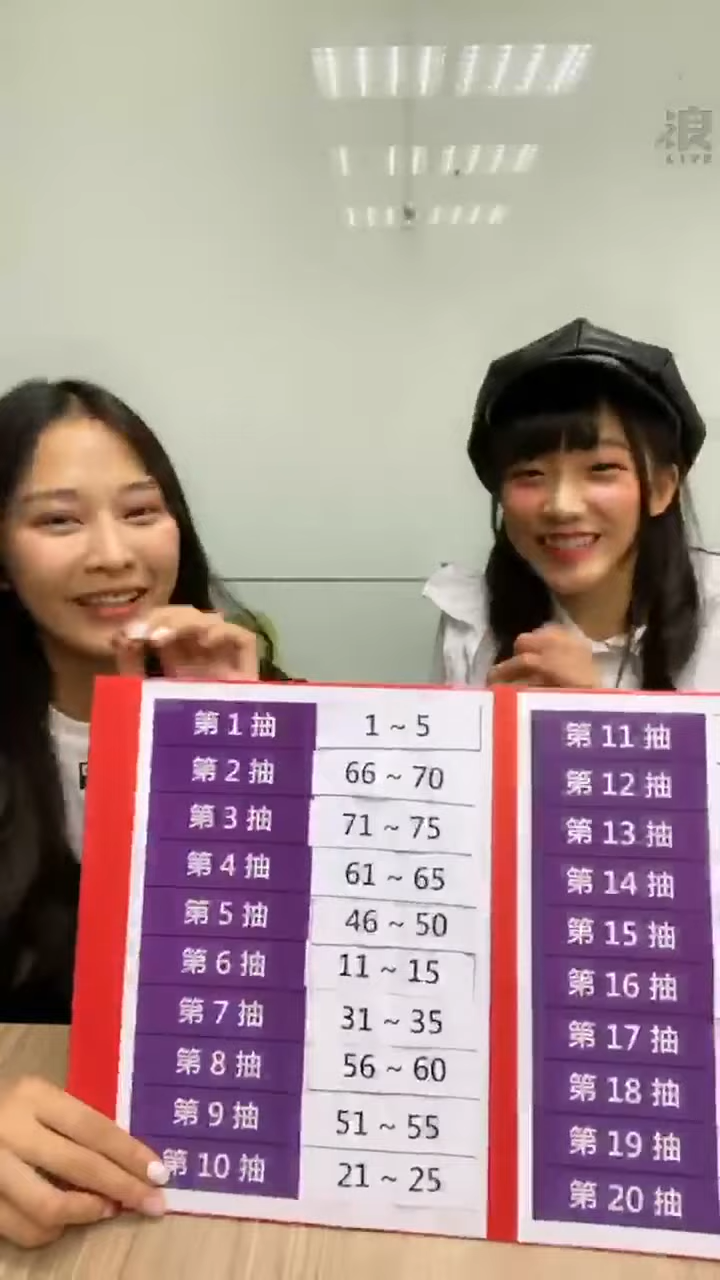 浪
LIVE
第 1 抽 1 ~ 5
第 2 抽 66 ~ 70
第 3 抽 71 ~ 75
第 4 抽 61 ~ 65
第 5 抽 46 ~ 50
第 6 抽 11 ~ 15
第 7 抽 31 ~ 35
第 8 抽 56 ~ 60
第 9 抽 51 ~ 55
第 10 抽 21 ~ 25
第 11 抽
第 12 抽
第 13 抽
第 14 抽
第 15 抽
第 16 抽
第 17 抽
第 18 抽
第 19 抽
第 20 抽